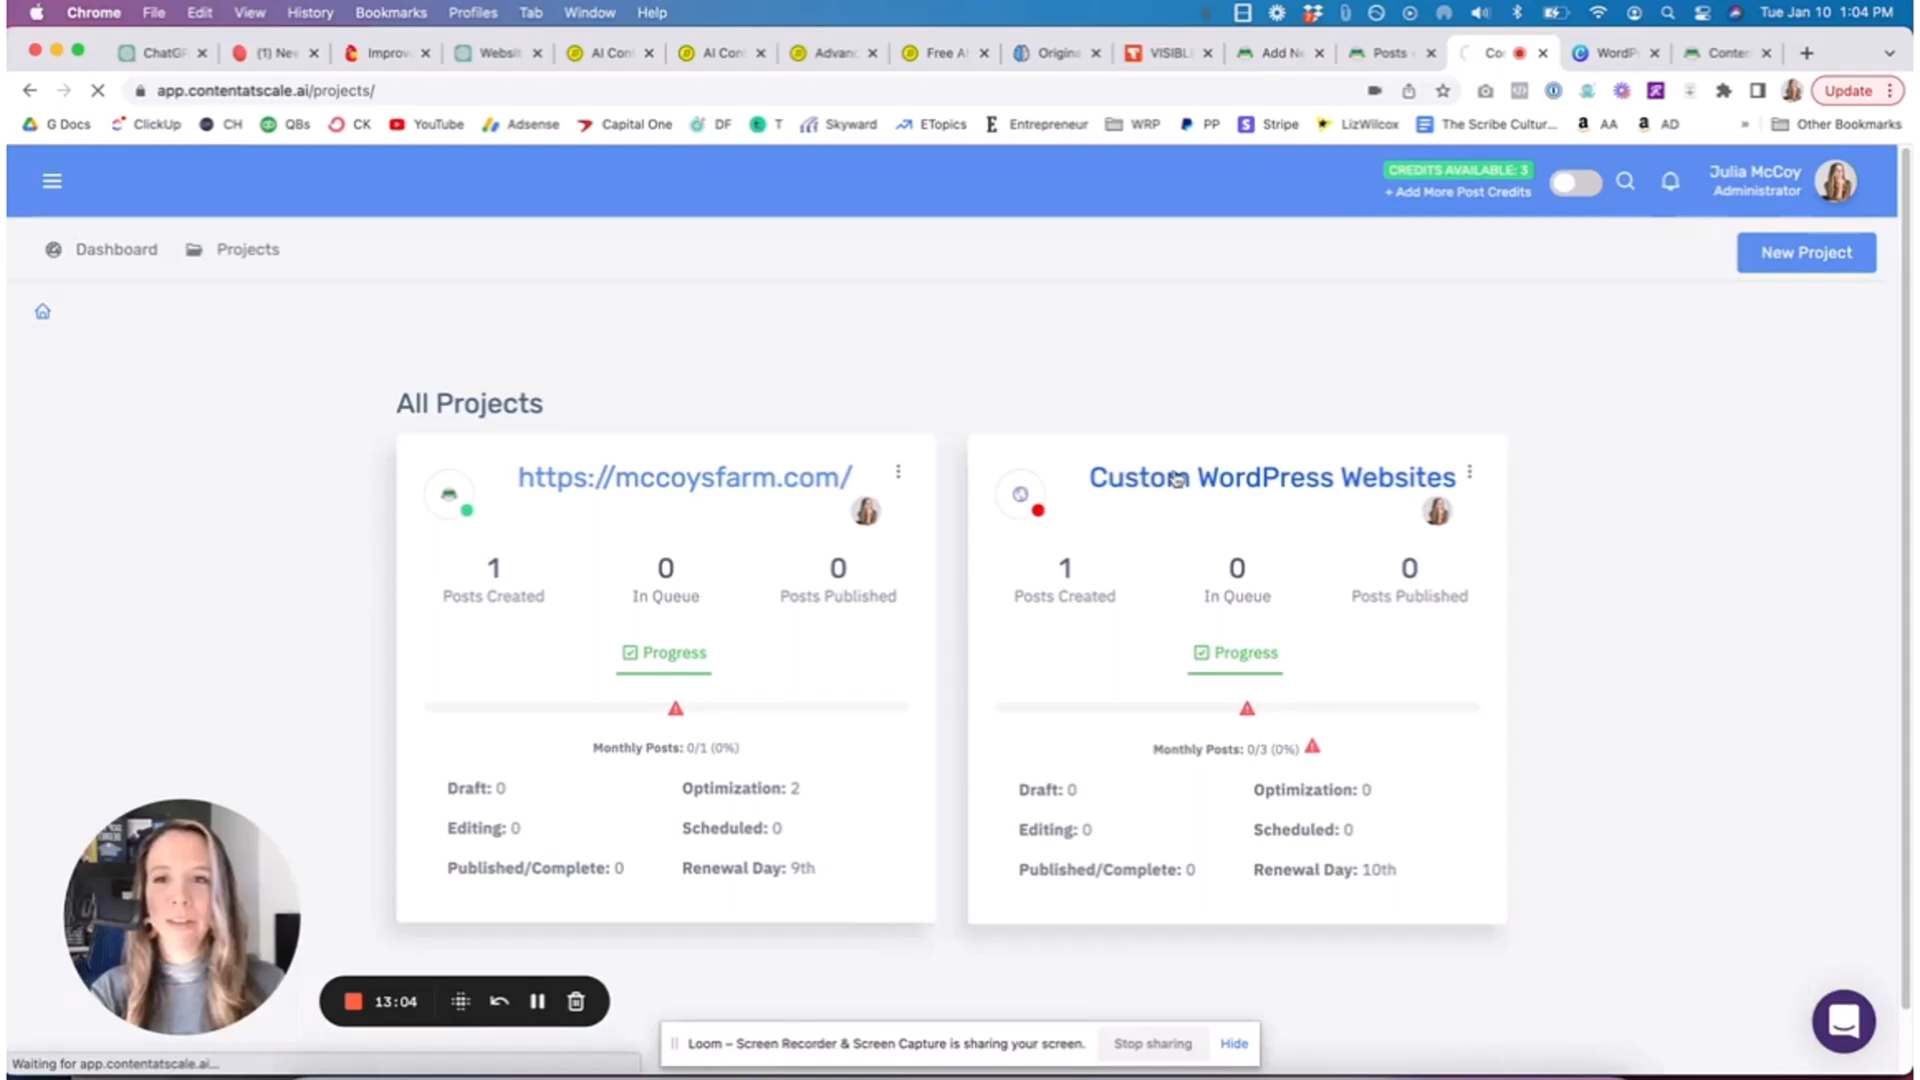 Chrome File Edit View History Bookmarks Profiles Tab Window Help Tue Jan 10 1:04 PM
ChatGP (1) Nev Improv Websit AI Cont AI Cont Advanc Free AI Origina VISIBL Add Ne Posts Co WordP Conten
app.contentatscale.ai/projects/ Update
G Docs ClickUp CH QBs CK YouTube Adsense Capital One DF T Skyward ETopics Entrepreneur WRP PP Stripe LizWilcox The Scribe Cultur... AA AD » Other Bookmarks
CREDITS AVAILABLE: 3
+ Add More Post Credits
Julia McCoy
Administrator
Dashboard Projects New Project
All Projects
https://mccoysfarm.com/
1 0 0
Posts Created In Queue Posts Published
Progress
Monthly Posts: 0/1 (0%)
Draft: 0 Optimization: 2
Editing: 0 Scheduled: 0
Published/Complete: 0 Renewal Day: 9th
Custom WordPress Websites
1 0 0
Posts Created In Queue Posts Published
Progress
Monthly Posts: 0/3 (0%)
Draft: 0 Optimization: 0
Editing: 0 Scheduled: 0
Published/Complete: 0 Renewal Day: 10th
13:04
Loom – Screen Recorder & Screen Capture is sharing your screen. Stop sharing Hide
Waiting for app.contentatscale.ai...